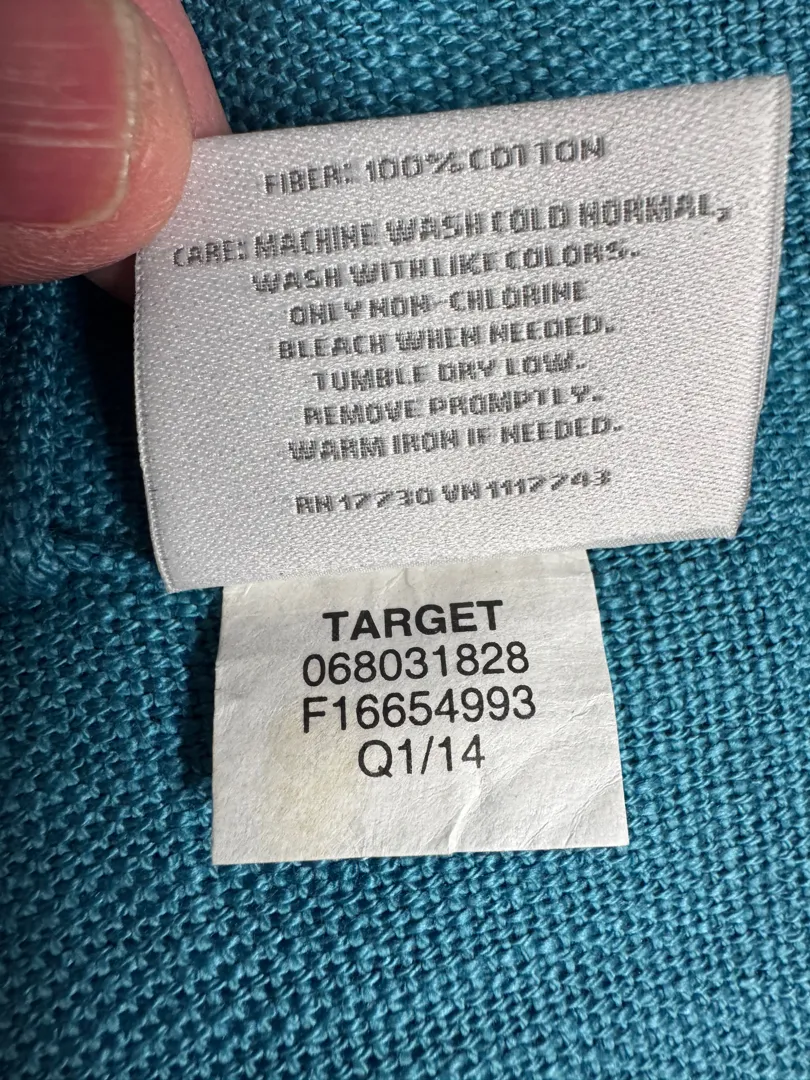 FIBER: 100% COTTON
CARE: MACHINE WASH COLD NORMAL,
WASH WITH LIKE COLORS.
ONLY NON-CHLORINE
BLEACH WHEN NEEDED.
TUMBLE DRY LOW.
REMOVE PROMPTLY.
WARM IRON IF NEEDED.
RN 17730 VN 1117743
TARGET
068031828
F16654993
Q1/14